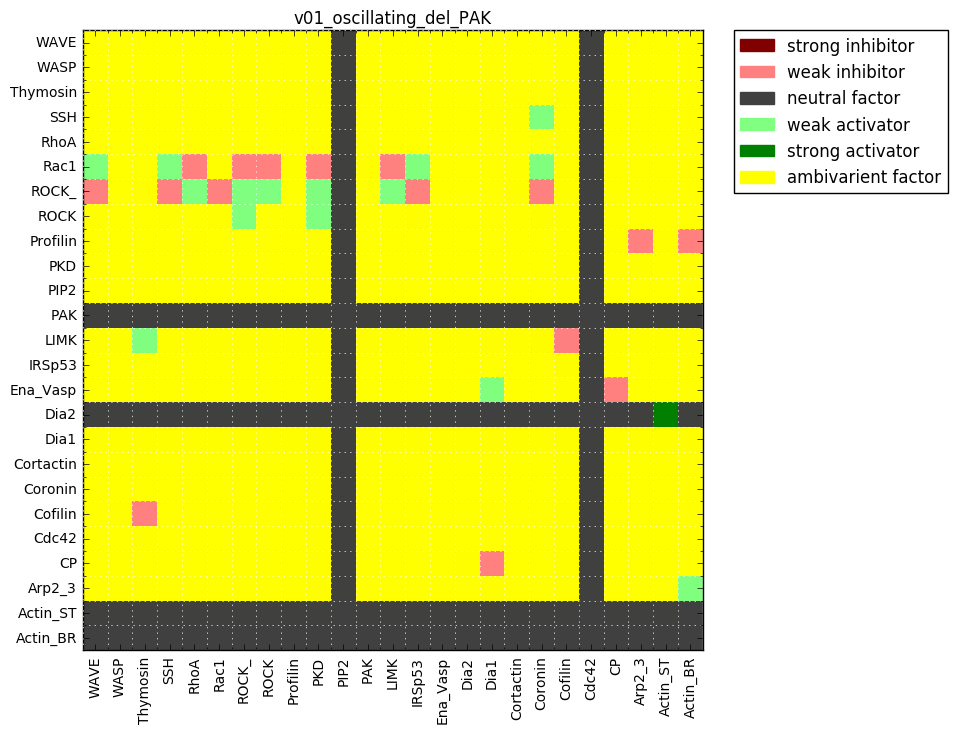 v01_oscillating_del_PAK
WAVE
WASP
Thymosin
SSH
RhoA
Rac1
ROCK_
ROCK
Profilin
PKD
PIP2
PAK
LIMK
IRSp53
Ena_Vasp
Dia2
Dia1
Cortactin
Coronin
Cofilin
Cdc42
CP
Arp2_3
Actin_ST
Actin_BR
WAVE
WASP
Thymosin
SSH
RhoA
Rac1
ROCK_
ROCK
Profilin
PKD
PIP2
PAK
LIMK
IRSp53
Ena_Vasp
Dia2
Dia1
Cortactin
Coronin
Cofilin
Cdc42
CP
Arp2_3
Actin_ST
Actin_BR
strong inhibitor
weak inhibitor
neutral factor
weak activator
strong activator
ambivarient factor